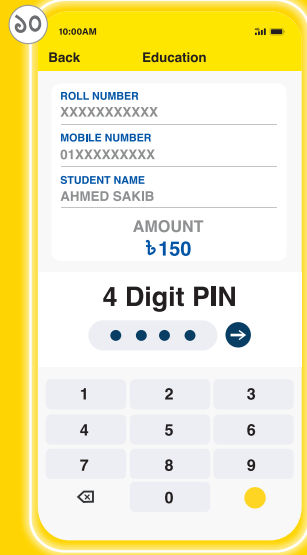 ১০
10:00AM
Back Education
ROLL NUMBER
XXXXXXXXXXX
MOBILE NUMBER
01XXXXXXXXX
STUDENT NAME
AHMED SAKIB
AMOUNT
৳150
4 Digit PIN
1 2 3
4 5 6
7 8 9
0